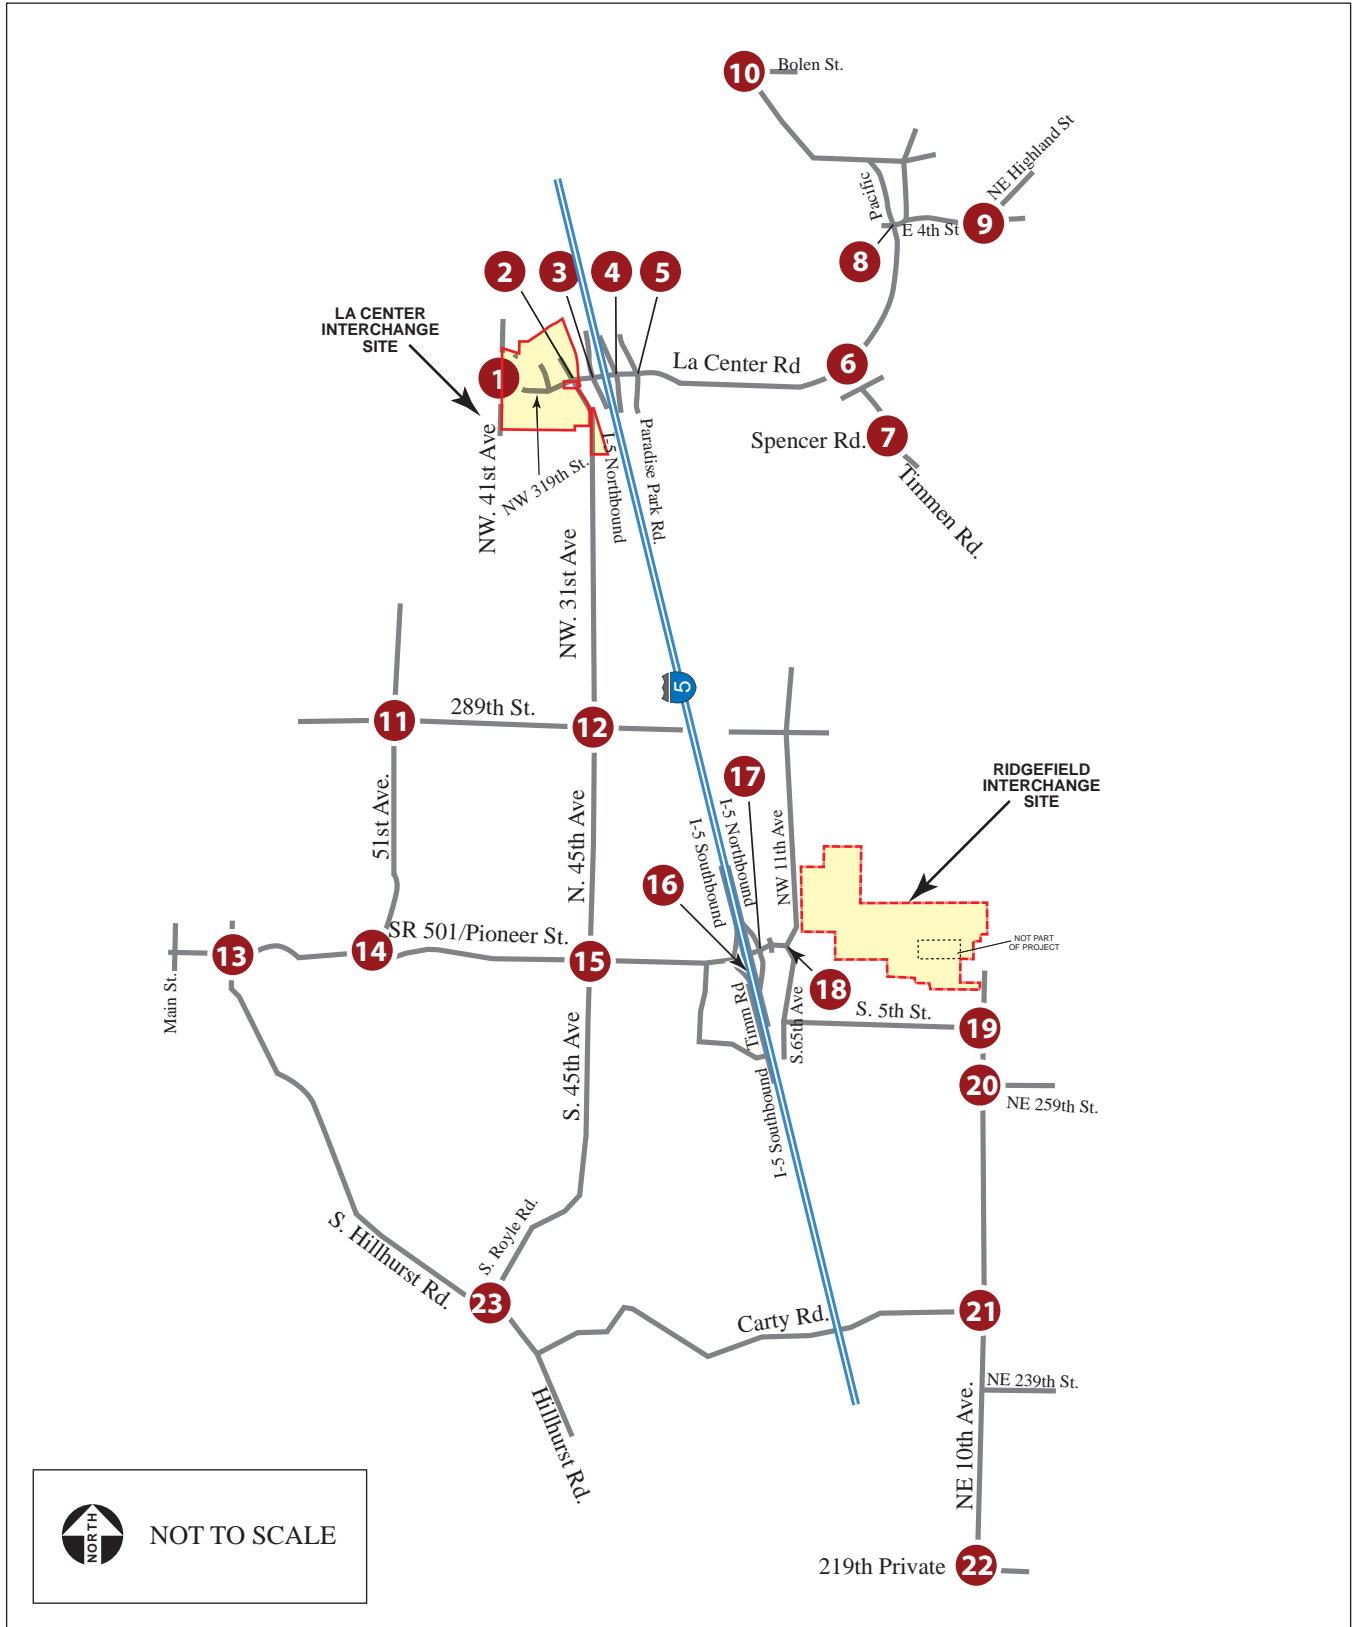 10
Bolen St.
NE Highland St
Pacific
E 4th St
9
8
2
3
4
5
LA CENTER
INTERCHANGE
SITE
1
La Center Rd
6
Spencer Rd.
7
Timmen Rd.
NW. 41st Ave
NW 319th St.
I-5 Northbound
Paradise Park Rd.
NW. 31st Ave
5
11
289th St.
12
17
RIDGEFIELD
INTERCHANGE
SITE
51st Ave.
N. 45th Ave
I-5 Southbound
I-5 Northbound
NW 11th Ave
16
NOT PART
OF PROJECT
Main St.
13
14
SR 501/Pioneer St.
15
18
Timm Rd
S.65th Ave
S. 5th St.
19
20
NE 259th St.
S. 45th Ave
I-5 Southbound
S. Hillhurst Rd.
S. Royle Rd.
23
Carty Rd.
21
Hillhurst Rd.
NE 239th St.
NE 10th Ave.
NORTH
NOT TO SCALE
219th Private
22